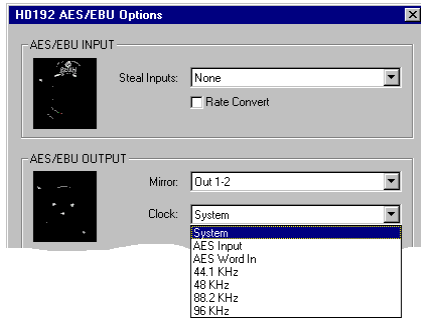 HD192 AES/EBU Options
AES/EBU INPUT
Steal Inputs: None
Rate Convert
AES/EBU OUTPUT
Mirror: Out 1-2
Clock: System
System
AES Input
AES Word In
44.1 KHz
48 KHz
88.2 KHz
96 KHz